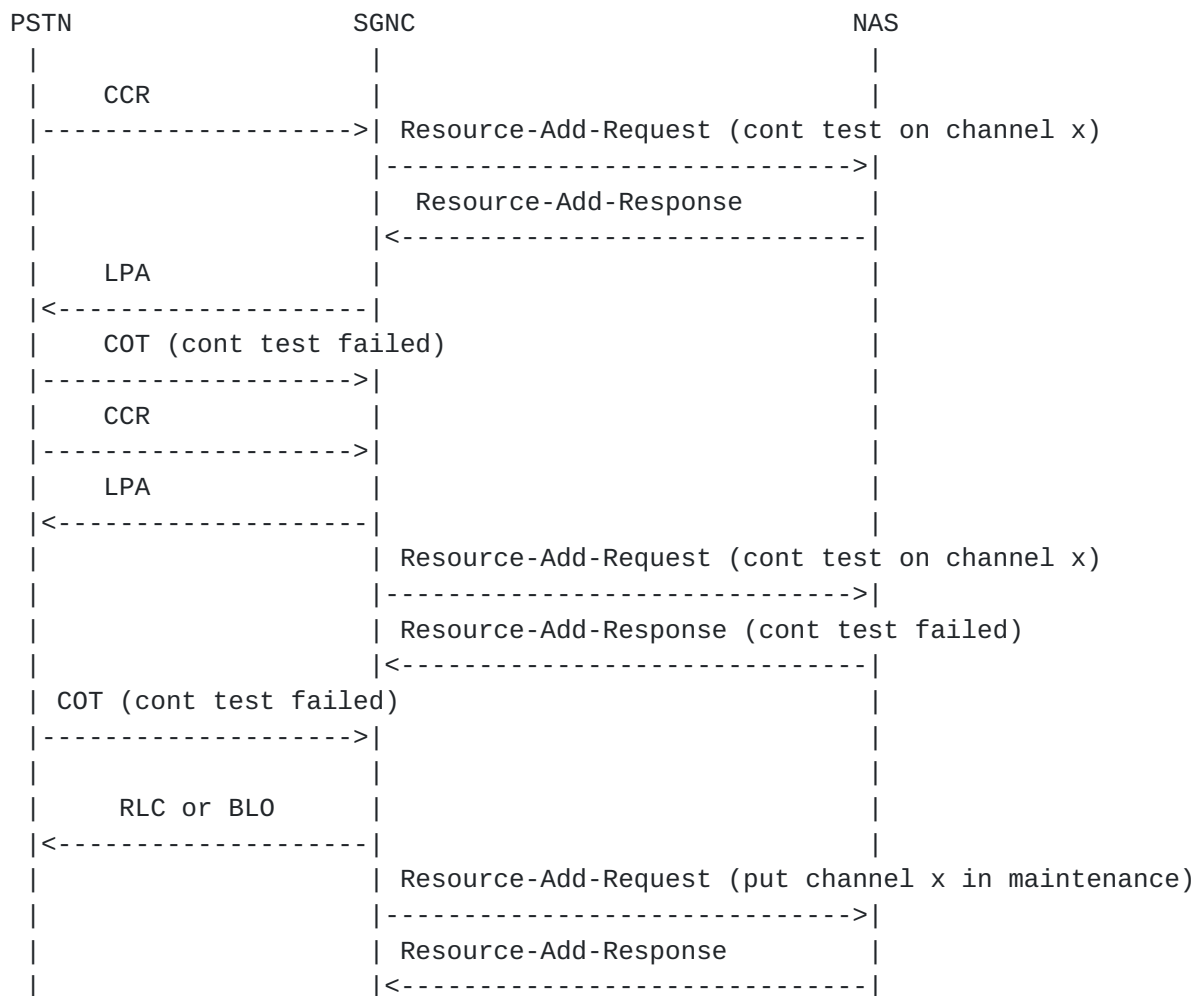 PSTN SGNC NAS
CCR
Resource-Add-Request (cont test on channel x)
Resource-Add-Response
LPA
COT (cont test failed)
CCR
LPA
Resource-Add-Request (cont test on channel x)
Resource-Add-Response (cont test failed)
COT (cont test failed)
RLC or BLO
Resource-Add-Request (put channel x in maintenance)
Resource-Add-Response